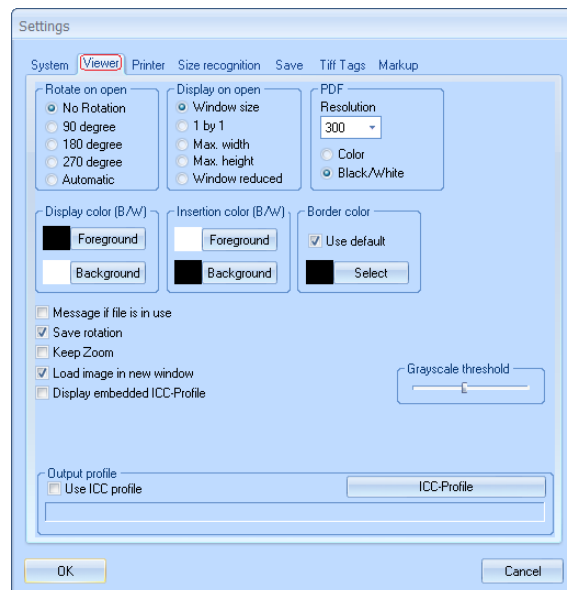 Settings
System Viewer Printer Size recognition Save Tiff Tags Markup
Rotate on open
No Rotation
90 degree
180 degree
270 degree
Automatic
Display on open
Window size
1 by 1
Max. width
Max. height
Window reduced
PDF
Resolution
300
Color
Black/White
Display color (B/W)
Foreground
Background
Insertion color (B/W)
Foreground
Background
Border color
Use default
Select
Message if file is in use
Save rotation
Keep Zoom
Load image in new window
Display embedded ICC-Profile
Grayscale threshold
Output profile
Use ICC profile
ICC-Profile
OK
Cancel